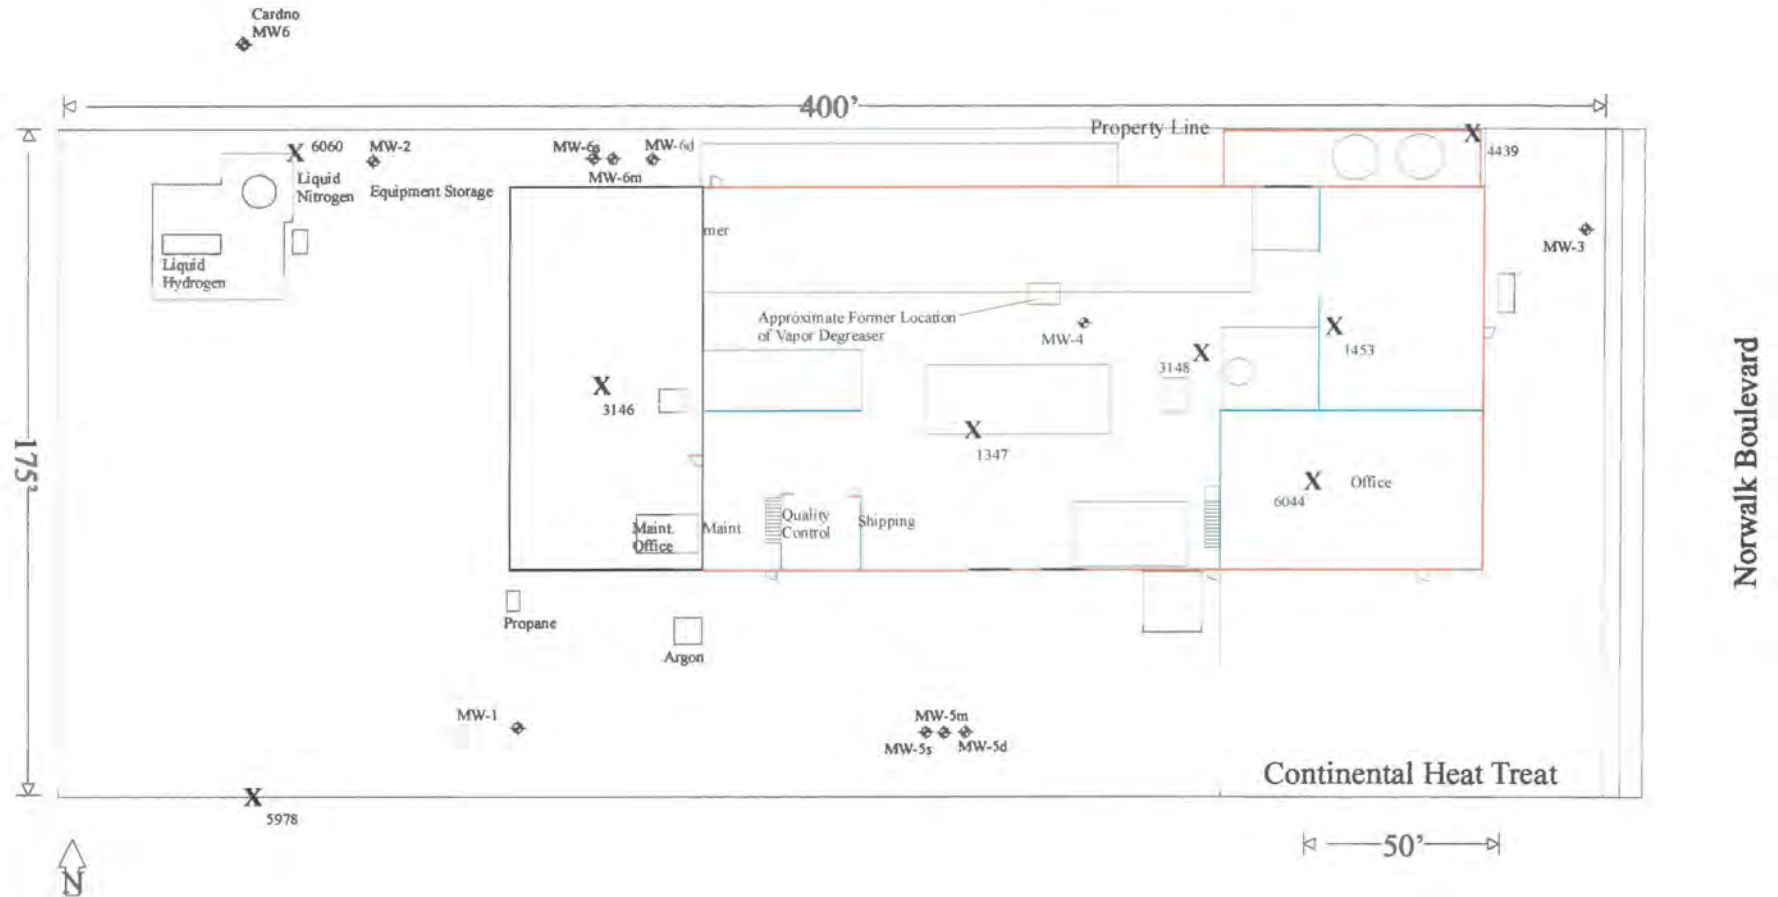 Cardno
MW6
400’
Property Line
6060
MW-2
MW-6s
MW-6d
MW-6m
4439
Liquid
Nitrogen
Equipment Storage
mer
MW-3
Liquid
Hydrogen
Approximate Former Location
of Vapor Degreaser
MW-4
1453
3148
3146
1347
175’
Norwalk Boulevard
6044
Office
Maint.
Office
Maint
Quality
Control
Shipping
Propane
Argon
MW-1
MW-5m
MW-5s
MW-5d
Continental Heat Treat
5978
50’
N